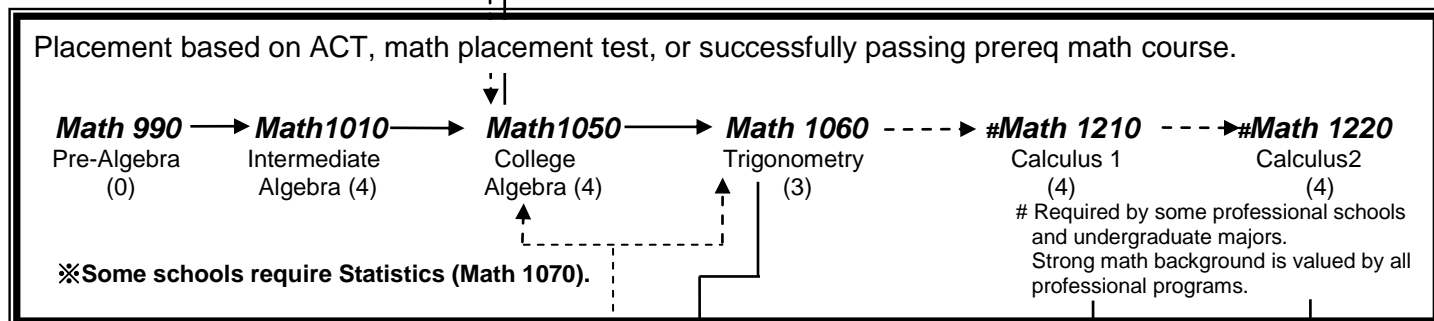 Placement based on ACT, math placement test, or successfully passing prereq math course.
Math 990 Math1010 Math1050 Math 1060 #Math 1210 #Math 1220
Pre-Algebra Intermediate College Trigonometry Calculus 1 Calculus2
(0) Algebra (4) Algebra (4) (3) (4) (4)
# Required by some professional schools
and undergraduate majors.
Strong math background is valued by all
professional programs.
※Some schools require Statistics (Math 1070).